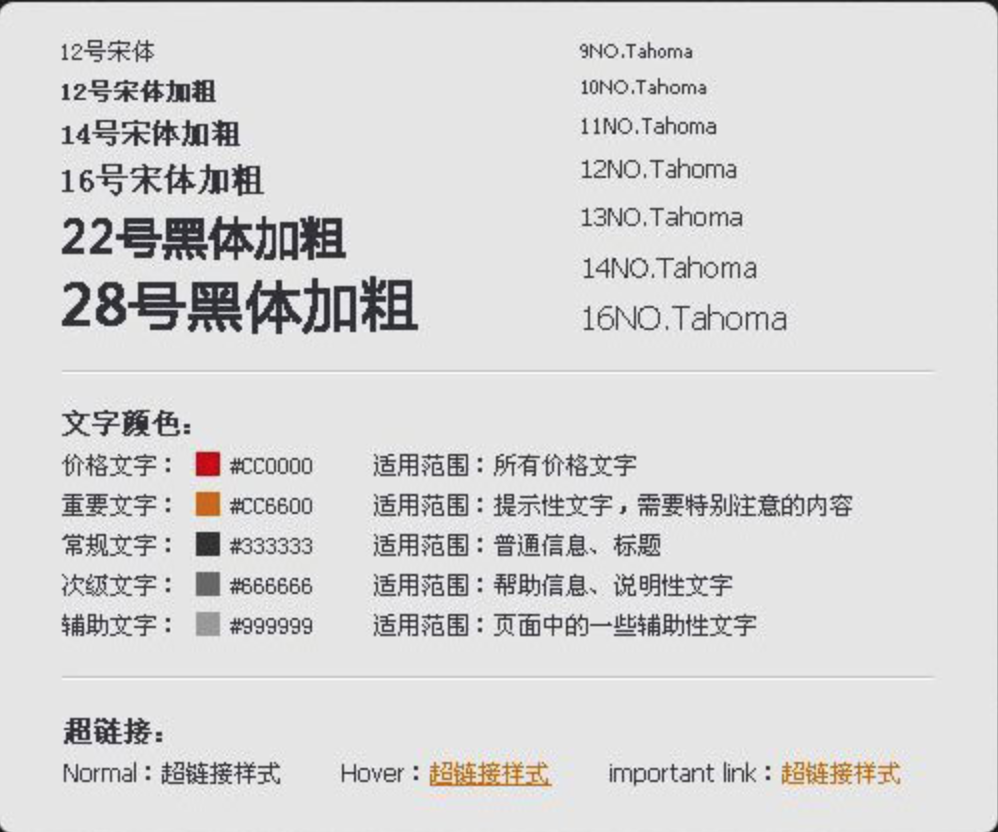 12号宋体
12号宋体加粗
14号宋体加粗
16号宋体加粗
22号黑体加粗
28号黑体加粗
9NO.Tahoma
10NO.Tahoma
11NO.Tahoma
12NO.Tahoma
13NO.Tahoma
14NO.Tahoma
16NO.Tahoma
文字颜色：
价格文字： #CC0000 适用范围：所有价格文字
重要文字： #CC6600 适用范围：提示性文字，需要特别注意的内容
常规文字： #333333 适用范围：普通信息、标题
次级文字： #666666 适用范围：帮助信息、说明性文字
辅助文字： #999999 适用范围：页面中的一些辅助性文字
超链接：
Normal：超链接样式 Hover：超链接样式 important link：超链接样式